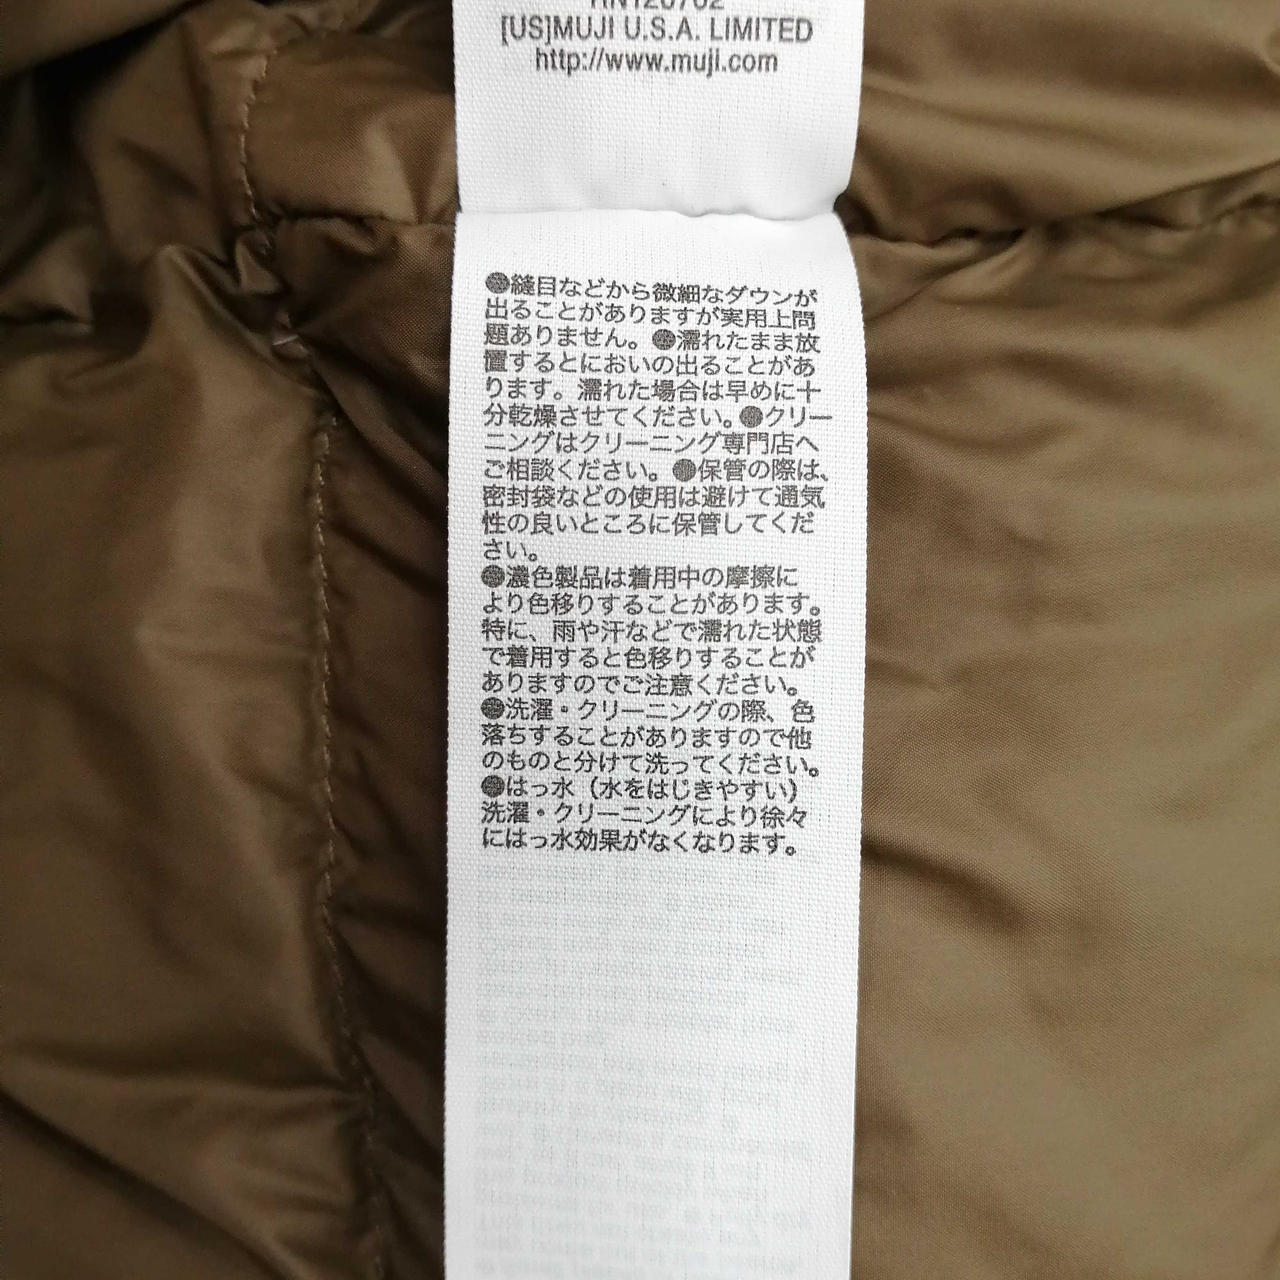 [US]MUJI U.S.A. LIMITED
http://www.muji.com
●縫目などから微細なダウンが
出ることがありますが実用上問
題ありません。●濡れたまま放
置するとにおいの出ることがあ
ります。濡れた場合は早めに十
分乾燥させてください。●クリー
ニングはクリーニング専門店へ
ご相談ください。●保管の際は、
密封袋などの使用は避けて通気
性の良いところに保管してくだ
さい。
●濃色製品は着用中の摩擦に
より色移りすることがあります。
特に、雨や汗などで濡れた状態
で着用すると色移りすることが
ありますのでご注意ください。
●洗濯・クリーニングの際、色
落ちすることがありますので他
のものと分けて洗ってください。
●はっ水（水をはじきやすい）
洗濯・クリーニングにより徐々
にはっ水効果がなくなります。